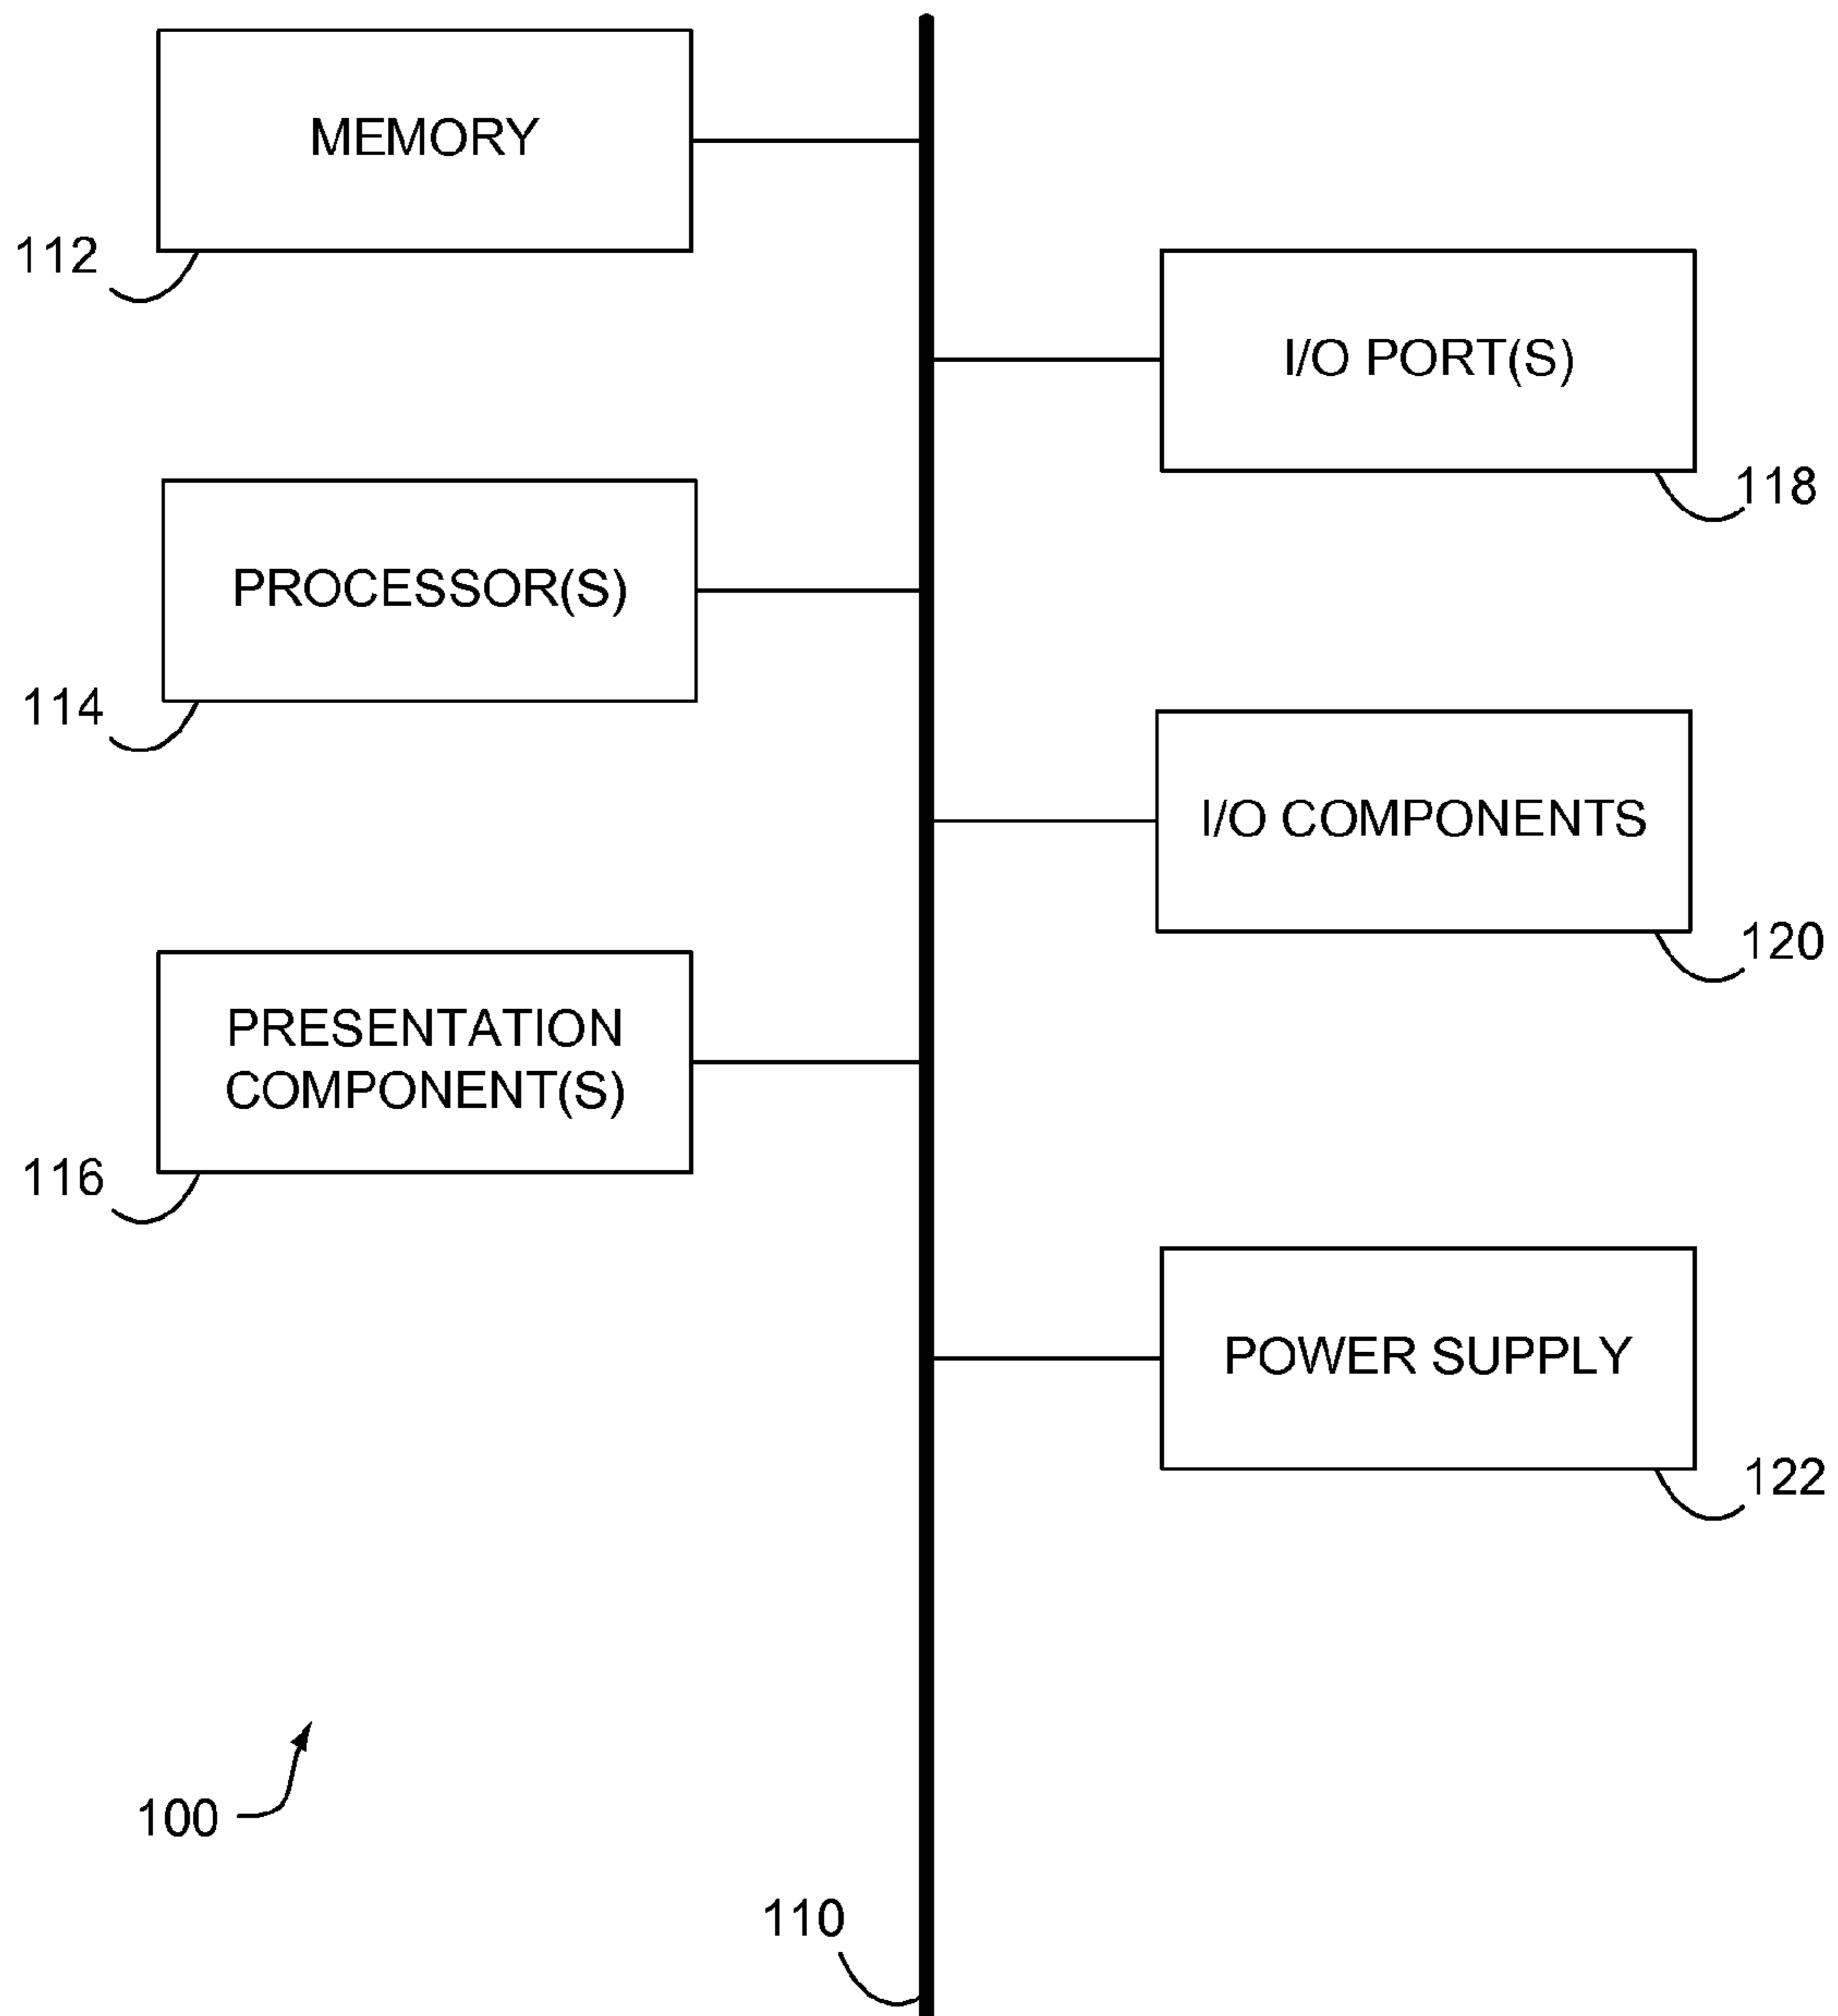 MEMORY
112
I/O PORT(S)
118
PROCESSOR(S)
114
I/O COMPONENTS
120
PRESENTATION
COMPONENT(S)
116
POWER SUPPLY
122
100
110